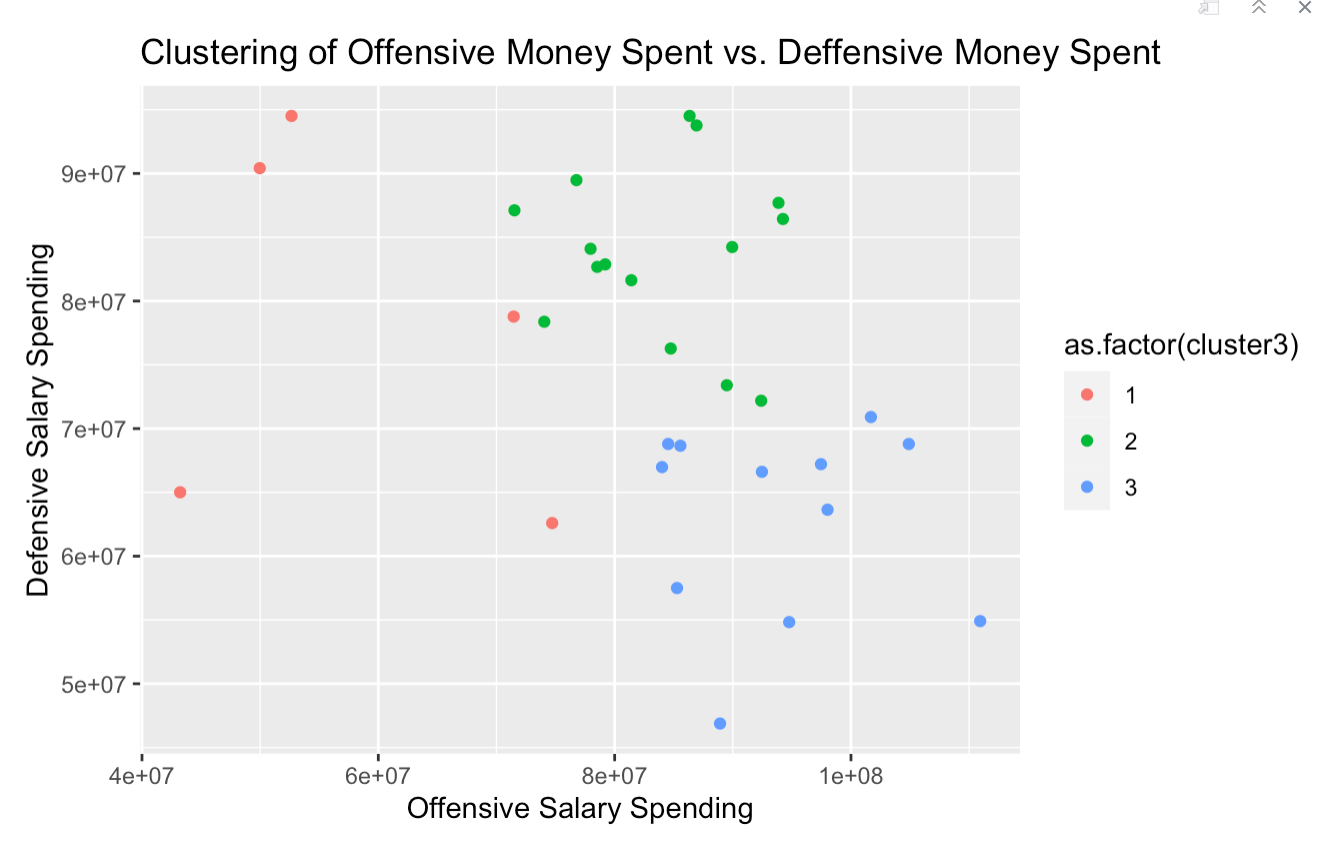 Clustering of Offensive Money Spent vs. Deffensive Money Spent
9e+07
8e+07
7e+07
6e+07
5e+07
Defensive Salary Spending
4e+07 6e+07 8e+07 1e+08
Offensive Salary Spending
as.factor(cluster3)
1
2
3